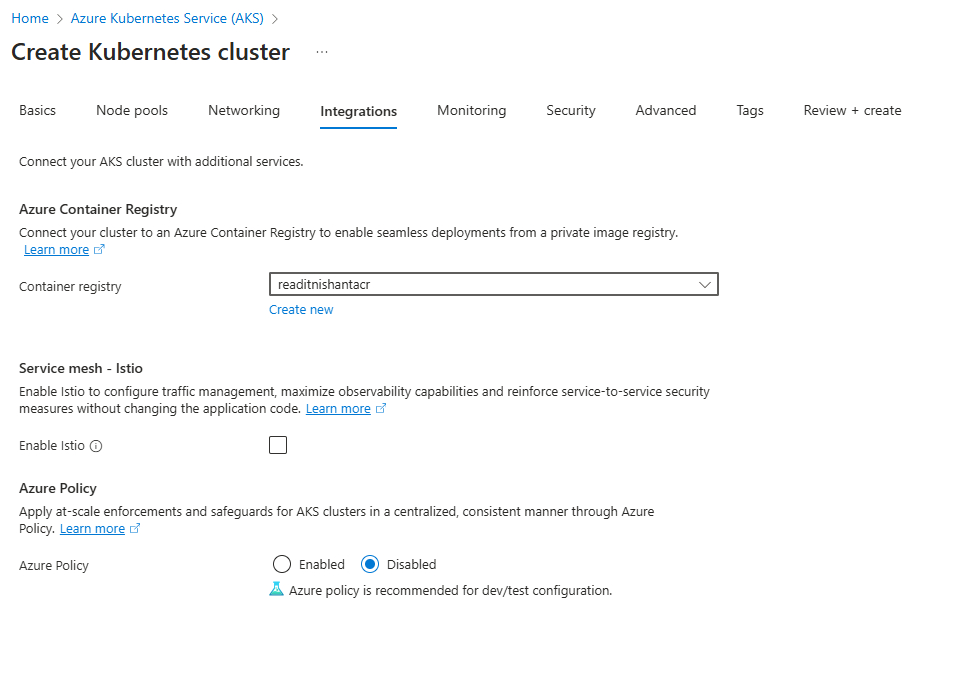 Home > Azure Kubernetes Service (AKS) >
Create Kubernetes cluster ...
Basics Node pools Networking Integrations Monitoring Security Advanced Tags Review + create
Connect your AKS cluster with additional services.
Azure Container Registry
Connect your cluster to an Azure Container Registry to enable seamless deployments from a private image registry.
Learn more
Container registry readitnishantacr
Create new
Service mesh - Istio
Enable Istio to configure traffic management, maximize observability capabilities and reinforce service-to-service security
measures without changing the application code. Learn more
Enable Istio
Azure Policy
Apply at-scale enforcements and safeguards for AKS clusters in a centralized, consistent manner through Azure
Policy. Learn more
Azure Policy Enabled Disabled
Azure policy is recommended for dev/test configuration.